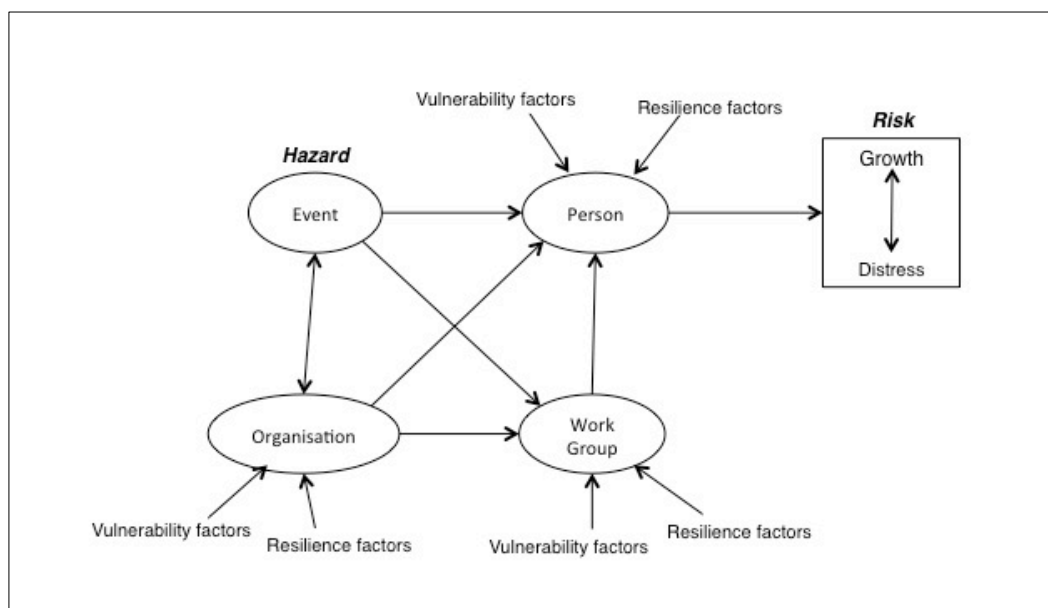 Vulnerability factors
Resilience factors
Risk
Hazard
Growth
Event
Person
Distress
Organisation
Work
Group
Vulnerability factors
Resilience factors
Vulnerability factors
Resilience factors